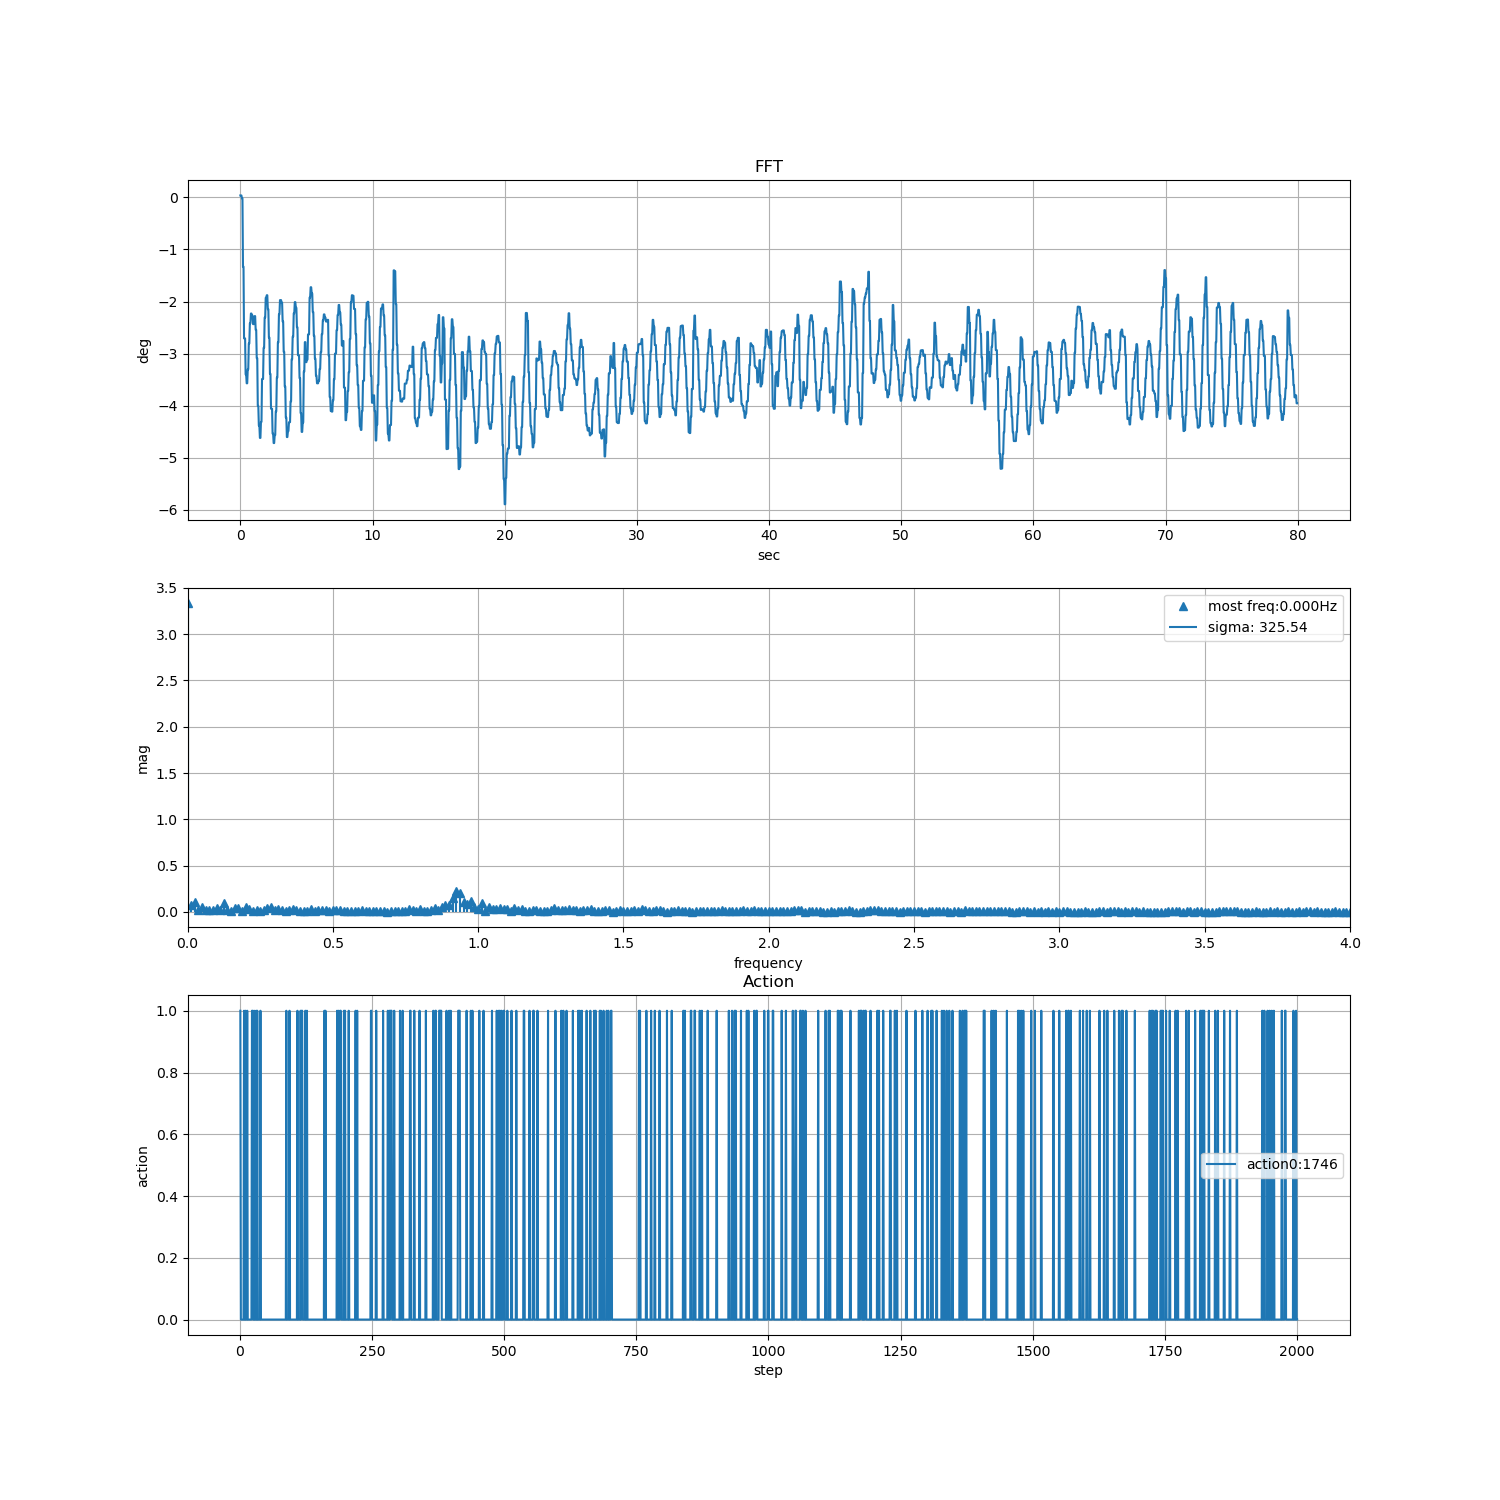 FFT
0
−1
−2
−3
−4
−5
−6
deg
0 10 20 30 40 50 60 70 80
sec
3.5
3.0
2.5
2.0
1.5
1.0
0.5
0.0
mag
most freq:0.000Hz
sigma: 325.54
0.0 0.5 1.0 1.5 2.0 2.5 3.0 3.5 4.0
frequency
Action
1.0
0.8
0.6
0.4
0.2
0.0
action
action0:1746
0 250 500 750 1000 1250 1500 1750 2000
step